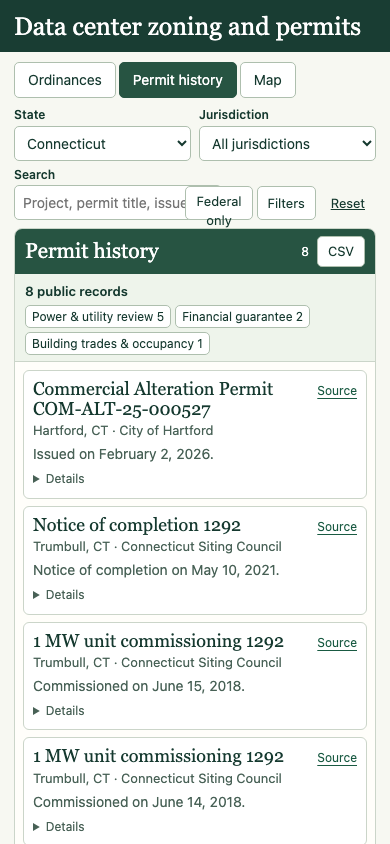 Data center zoning and permits
Ordinances
Permit history
Map
State
Jurisdiction
Connecticut
All jurisdictions
Search
Project, permit title, issue
Federal only
Filters
Reset
Permit history
8
CSV
8 public records
Power & utility review 5
Financial guarantee 2
Building trades & occupancy 1
Commercial Alteration Permit
COM-ALT-25-000527
Source
Hartford, CT · City of Hartford
Issued on February 2, 2026.
Details
Notice of completion 1292
Source
Trumbull, CT · Connecticut Siting Council
Notice of completion on May 10, 2021.
Details
1 MW unit commissioning 1292
Source
Trumbull, CT · Connecticut Siting Council
Commissioned on June 15, 2018.
Details
1 MW unit commissioning 1292
Source
Trumbull, CT · Connecticut Siting Council
Commissioned on June 14, 2018.
Details